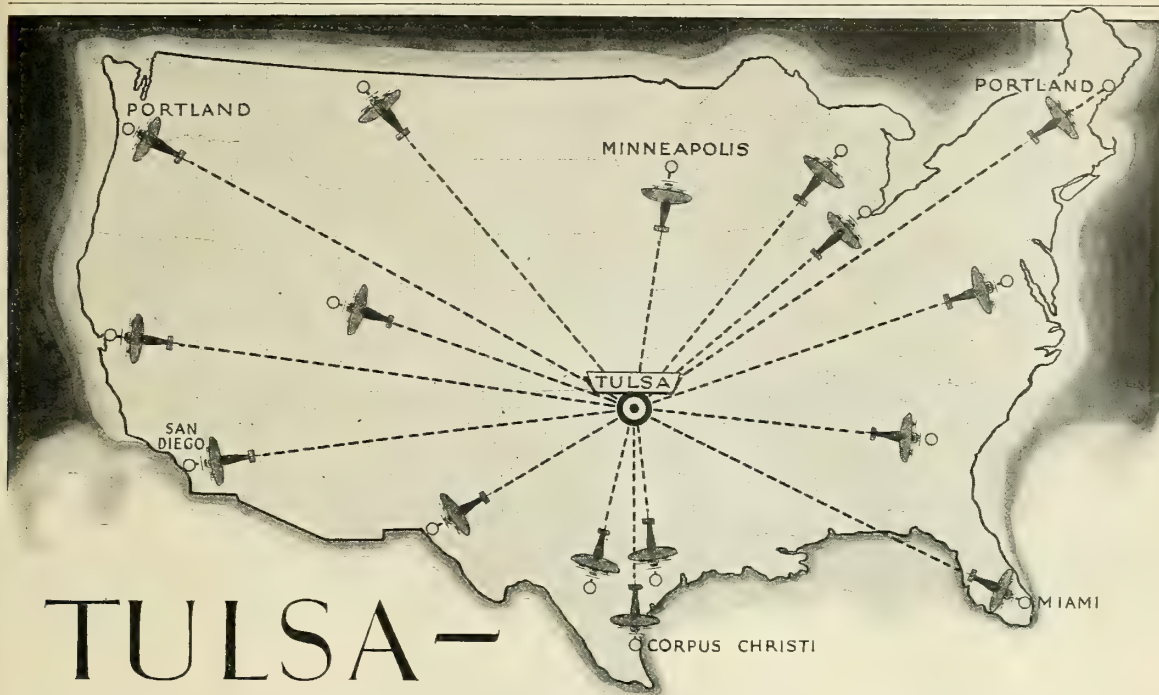 PORTLAND
PORTLAND
MINNEAPOLIS
TULSA
SAN
DIEGO
MIAMI
CORPUS CHRISTI
TULSA—